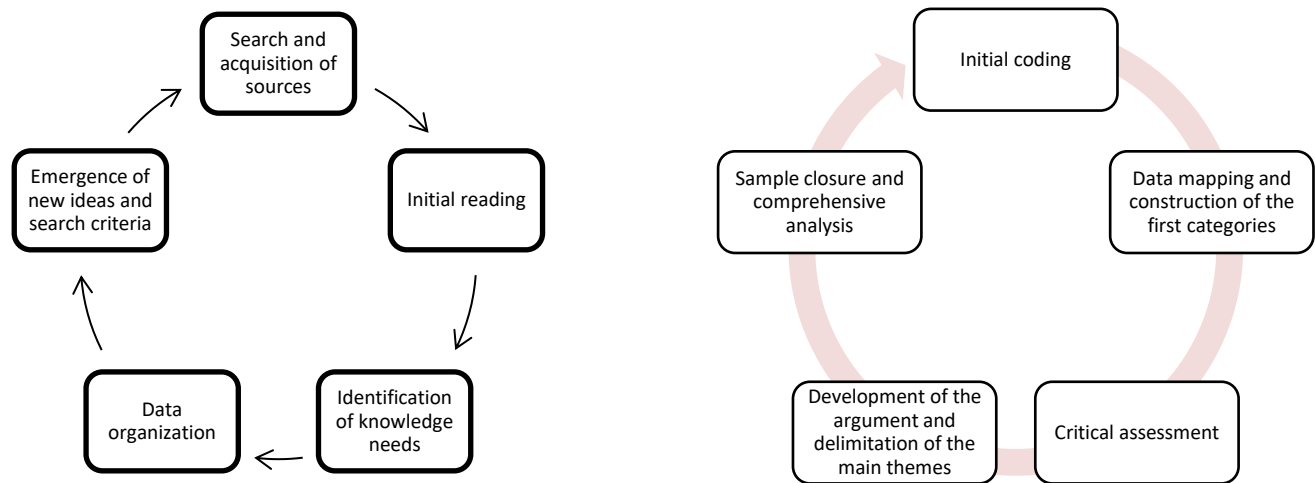 Search and
acquisition of
sources
Initial reading
Identification
of knowledge
needs
Data
organization
Emergence of
new ideas and
search criteria
Initial coding
Data mapping and
construction of the
first categories
Critical assessment
Development of the
argument and
delimitation of the
main themes
Sample closure and
comprehensive
analysis